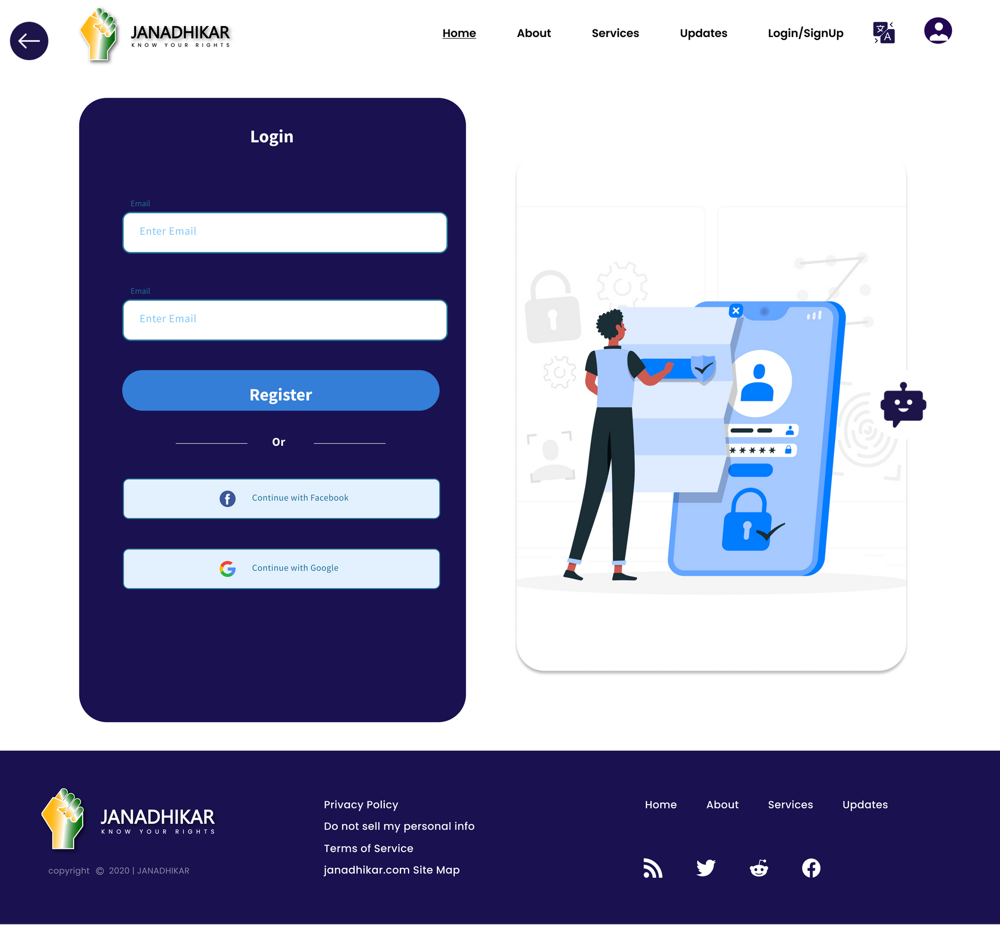 JANADHIKAR
KNOW YOUR RIGHTS
Home
About
Services
Updates
Login/SignUp
Login
Email
Enter Email
Email
Enter Email
Register
Or
Continue with Facebook
Continue with Google
JANADHIKAR
KNOW YOUR RIGHTS
copyright © 2020 | JANADHIKAR
Privacy Policy
Do not sell my personal info
Terms of Service
janadhikar.com Site Map
Home
About
Services
Updates